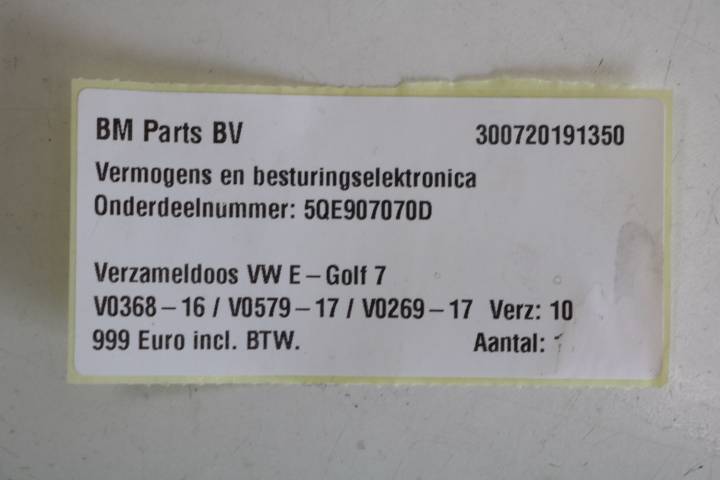 BM Parts BV 300720191350
Vermogens en besturingselektronica
Onderdeelnummer: 5QE907070D
Verzameldoos VW E – Golf 7
V0368 – 16 / V0579 – 17 / V0269 – 17 Verz: 10
999 Euro incl. BTW. Aantal: